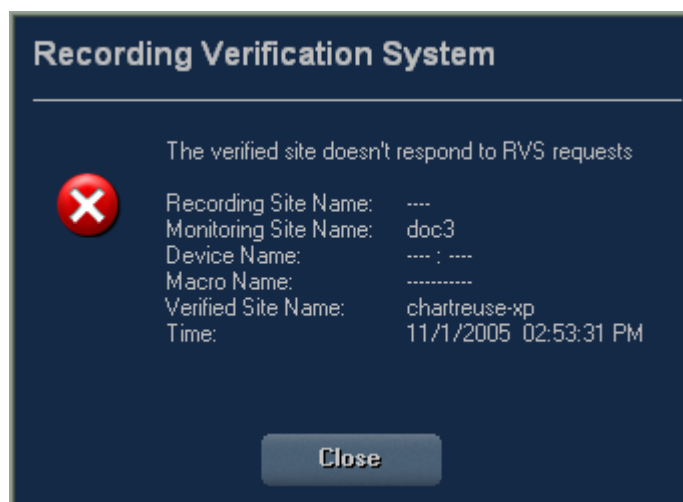 Recording Verification System
The verified site doesn't respond to RVS requests
Recording Site Name: ----
Monitoring Site Name: doc3
Device Name: ---- : ----
Macro Name: -----------
Verified Site Name: chartreuse-xp
Time: 11/1/2005 02:53:31 PM
Close